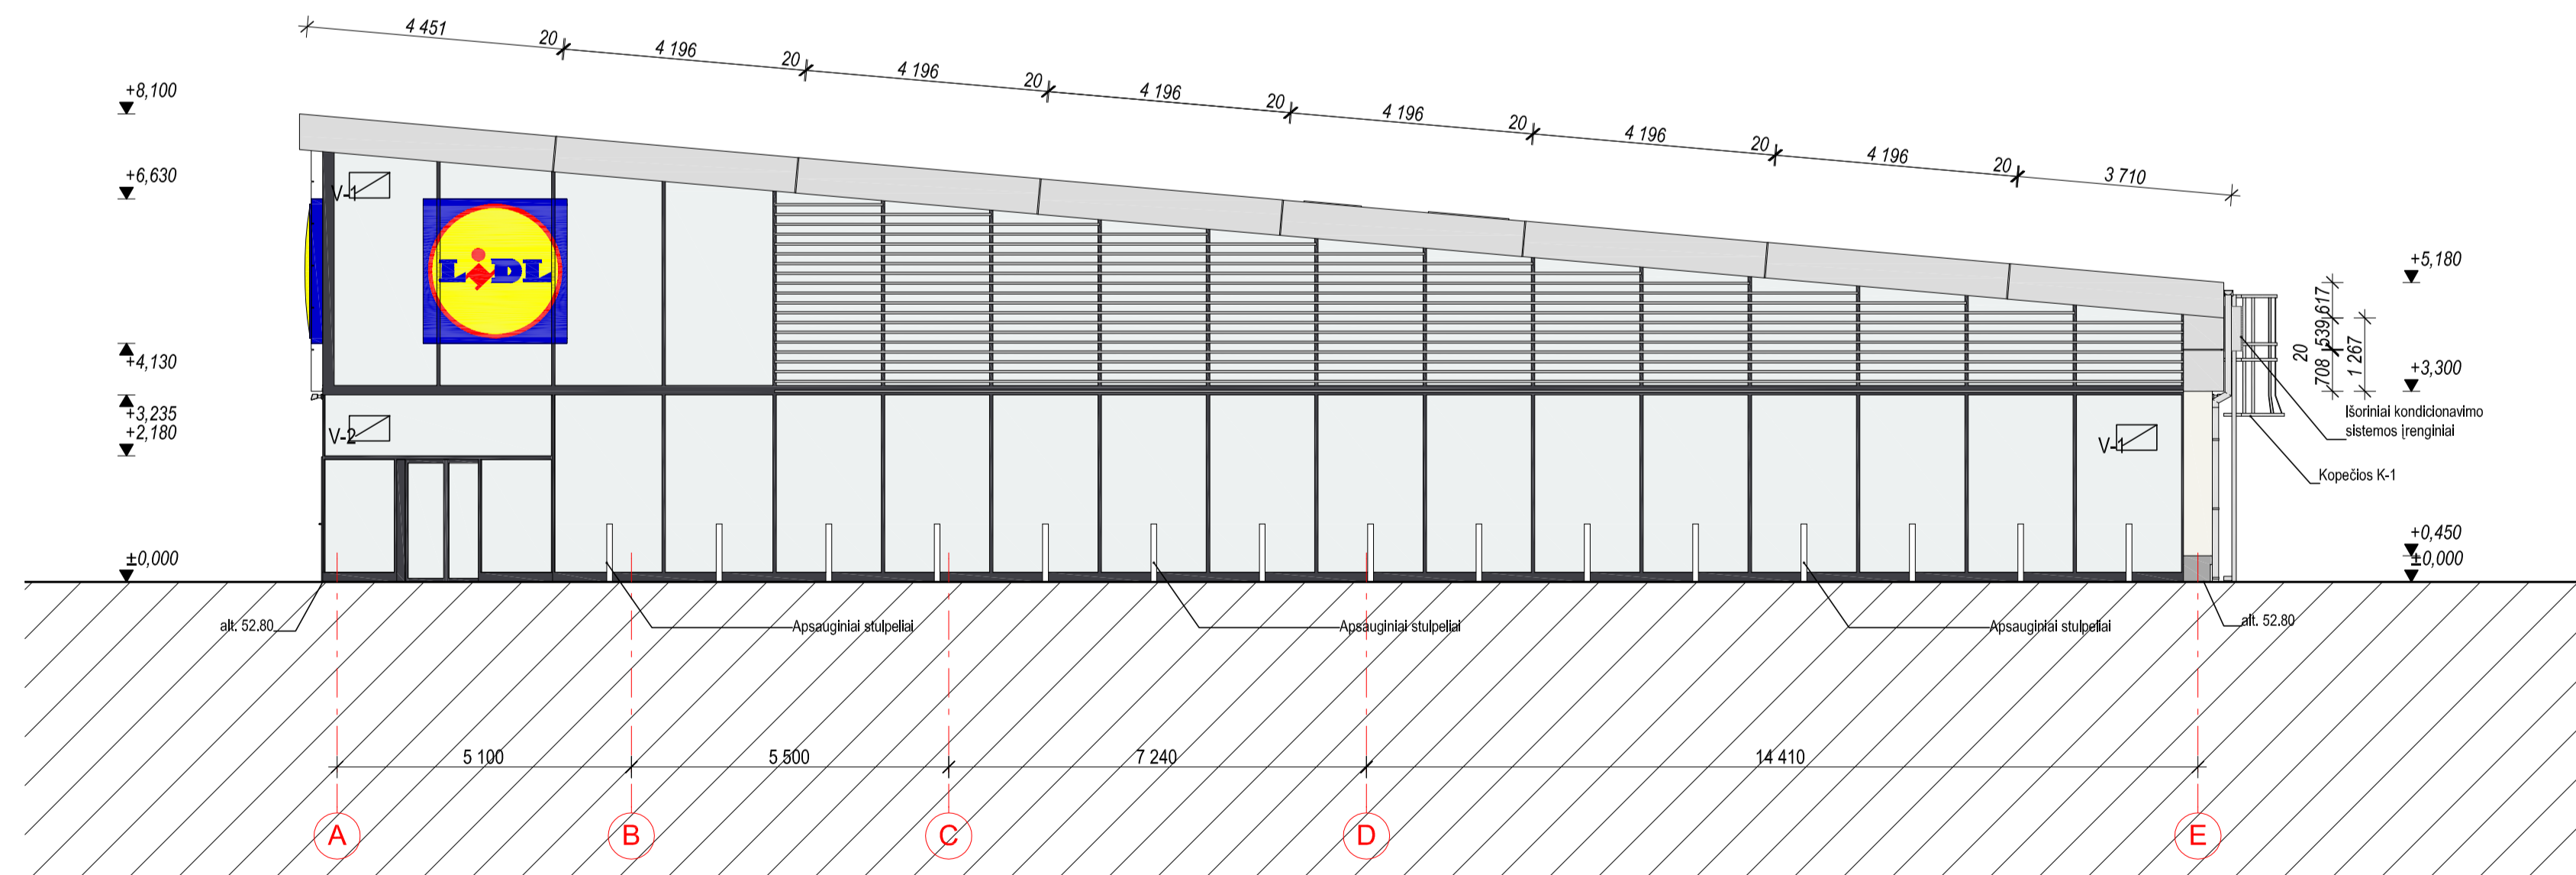 4 451
20
4 196
20
4 196
20
4 196
20
4 196
20
4 196
20
4 196
20
3 710
+8,100
+6,630
+4,130
+3,235
+2,180
±0,000
V-1
LIDL
V-2
V-1
+5,180
617
539
20
708
1 267
+3,300
Išoriniai kondicionavimo
sistemos įrenginiai
Kopečios K-1
+0,450
±0,000
alt. 52.80
Apsauginiai stulpeliai
Apsauginiai stulpeliai
Apsauginiai stulpeliai
alt. 52.80
5 100
5 500
7 240
14 410
A
B
C
D
E